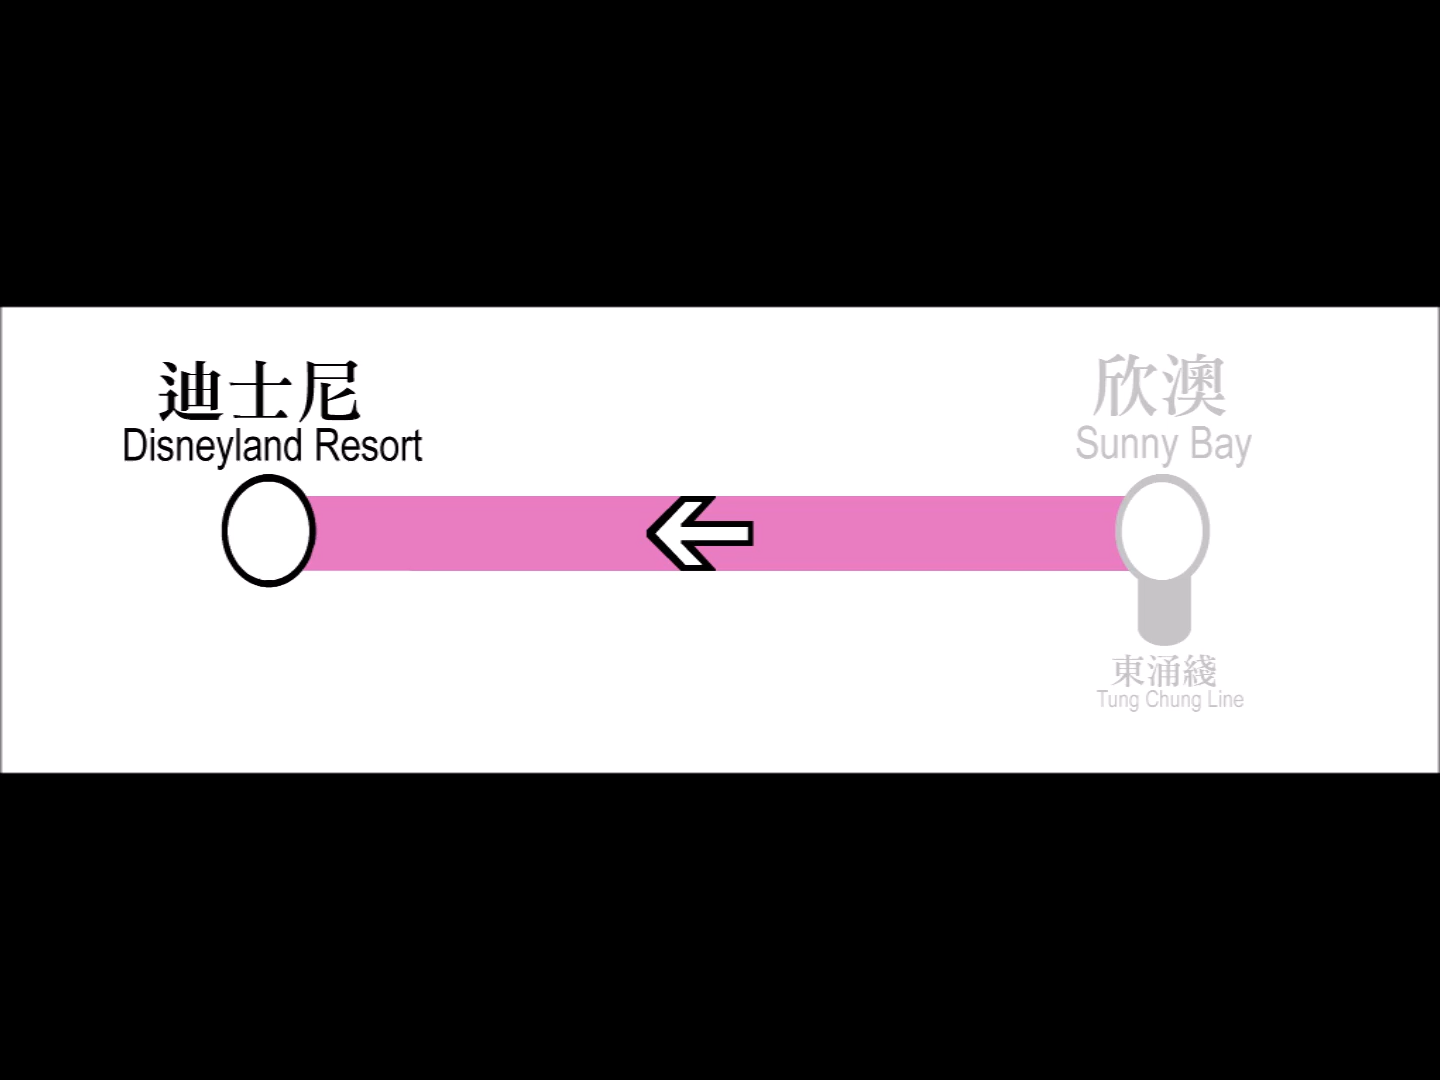 迪士尼
Disneyland Resort
欣澳
Sunny Bay
東涌綫
Tung Chung Line